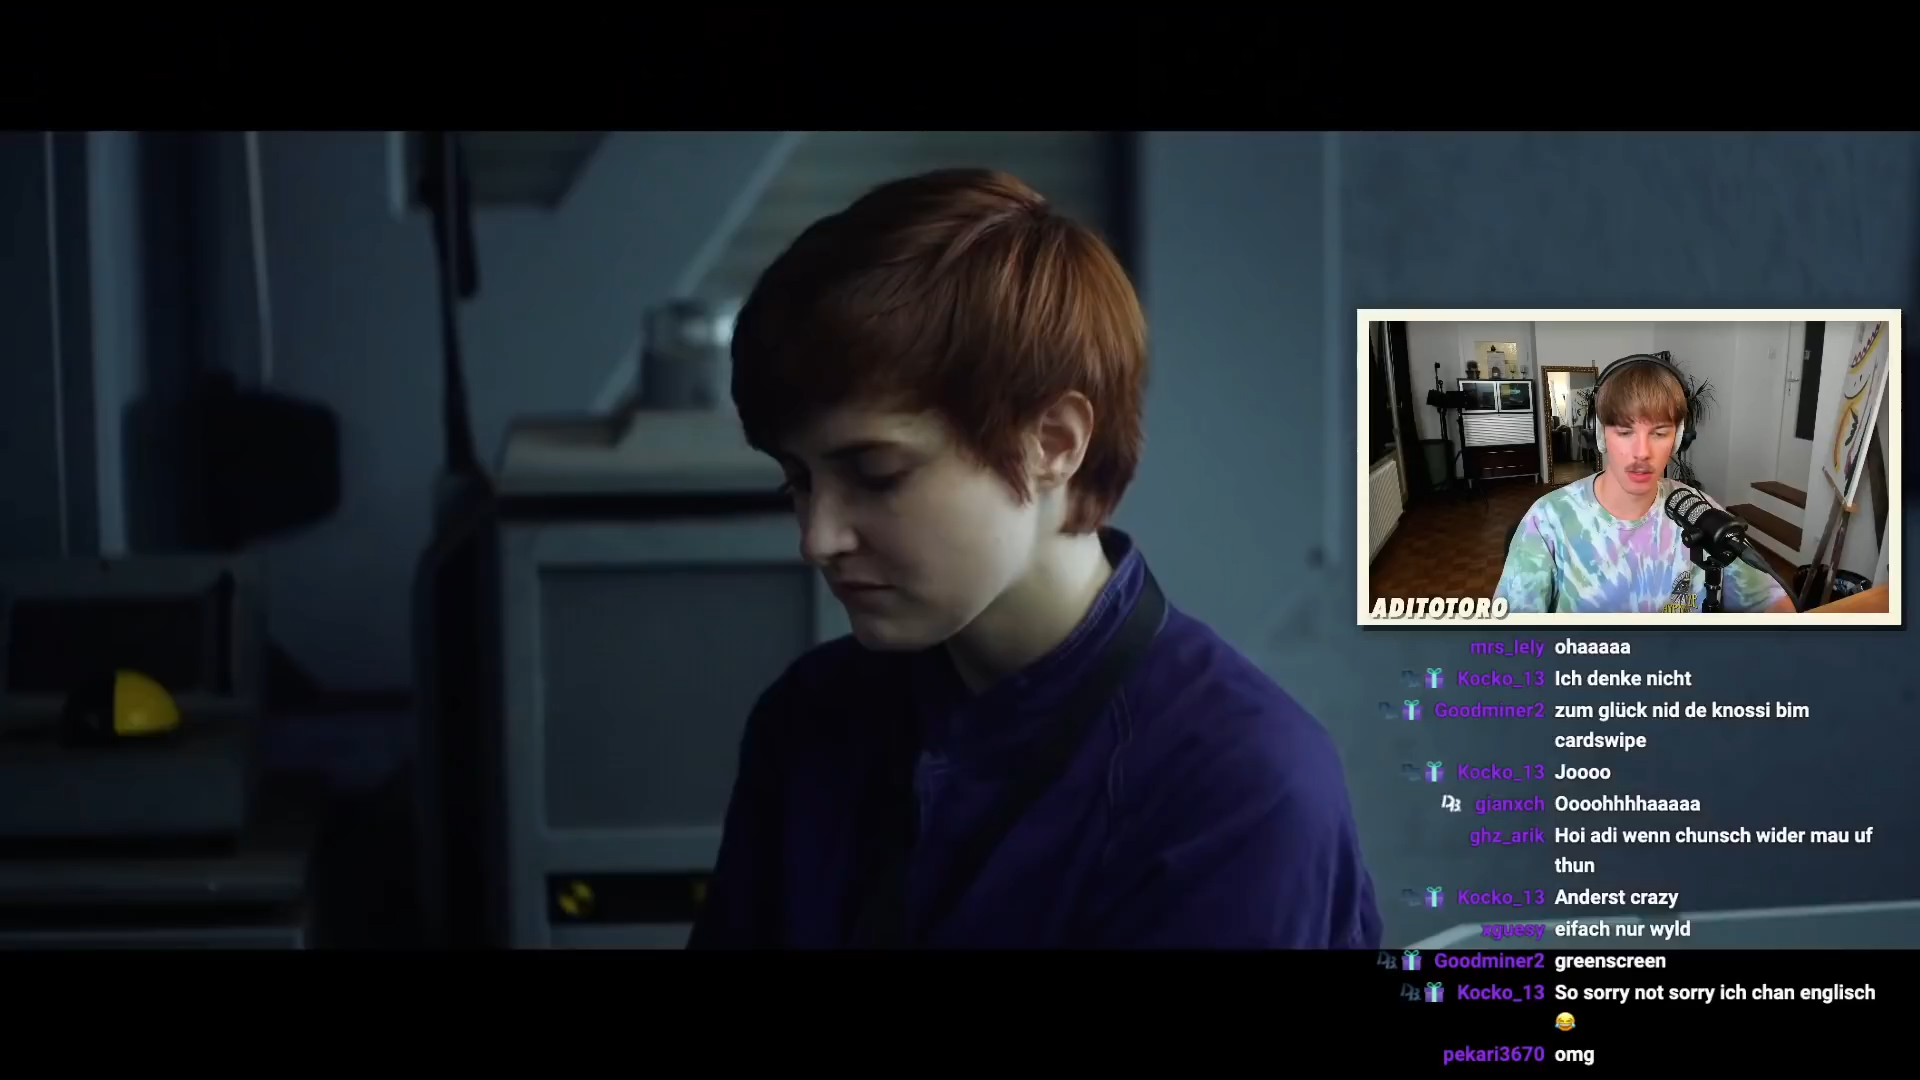 ADITOTORO
mrs_lely ohaaaaa
Kocko_13 Ich denke nicht
Goodminer2 zum glück nid de knossi bim
cardswipe
Kocko_13 Joooo
gianxch Oooohhhhaaaaa
ghz_arik Hoi adi wenn chunsch wider mau uf
thun
Kocko_13 Anderst crazy
xguesy eifach nur wyld
Goodminer2 greenscreen
Kocko_13 So sorry not sorry ich chan englisch
😂
pekari3670 omg